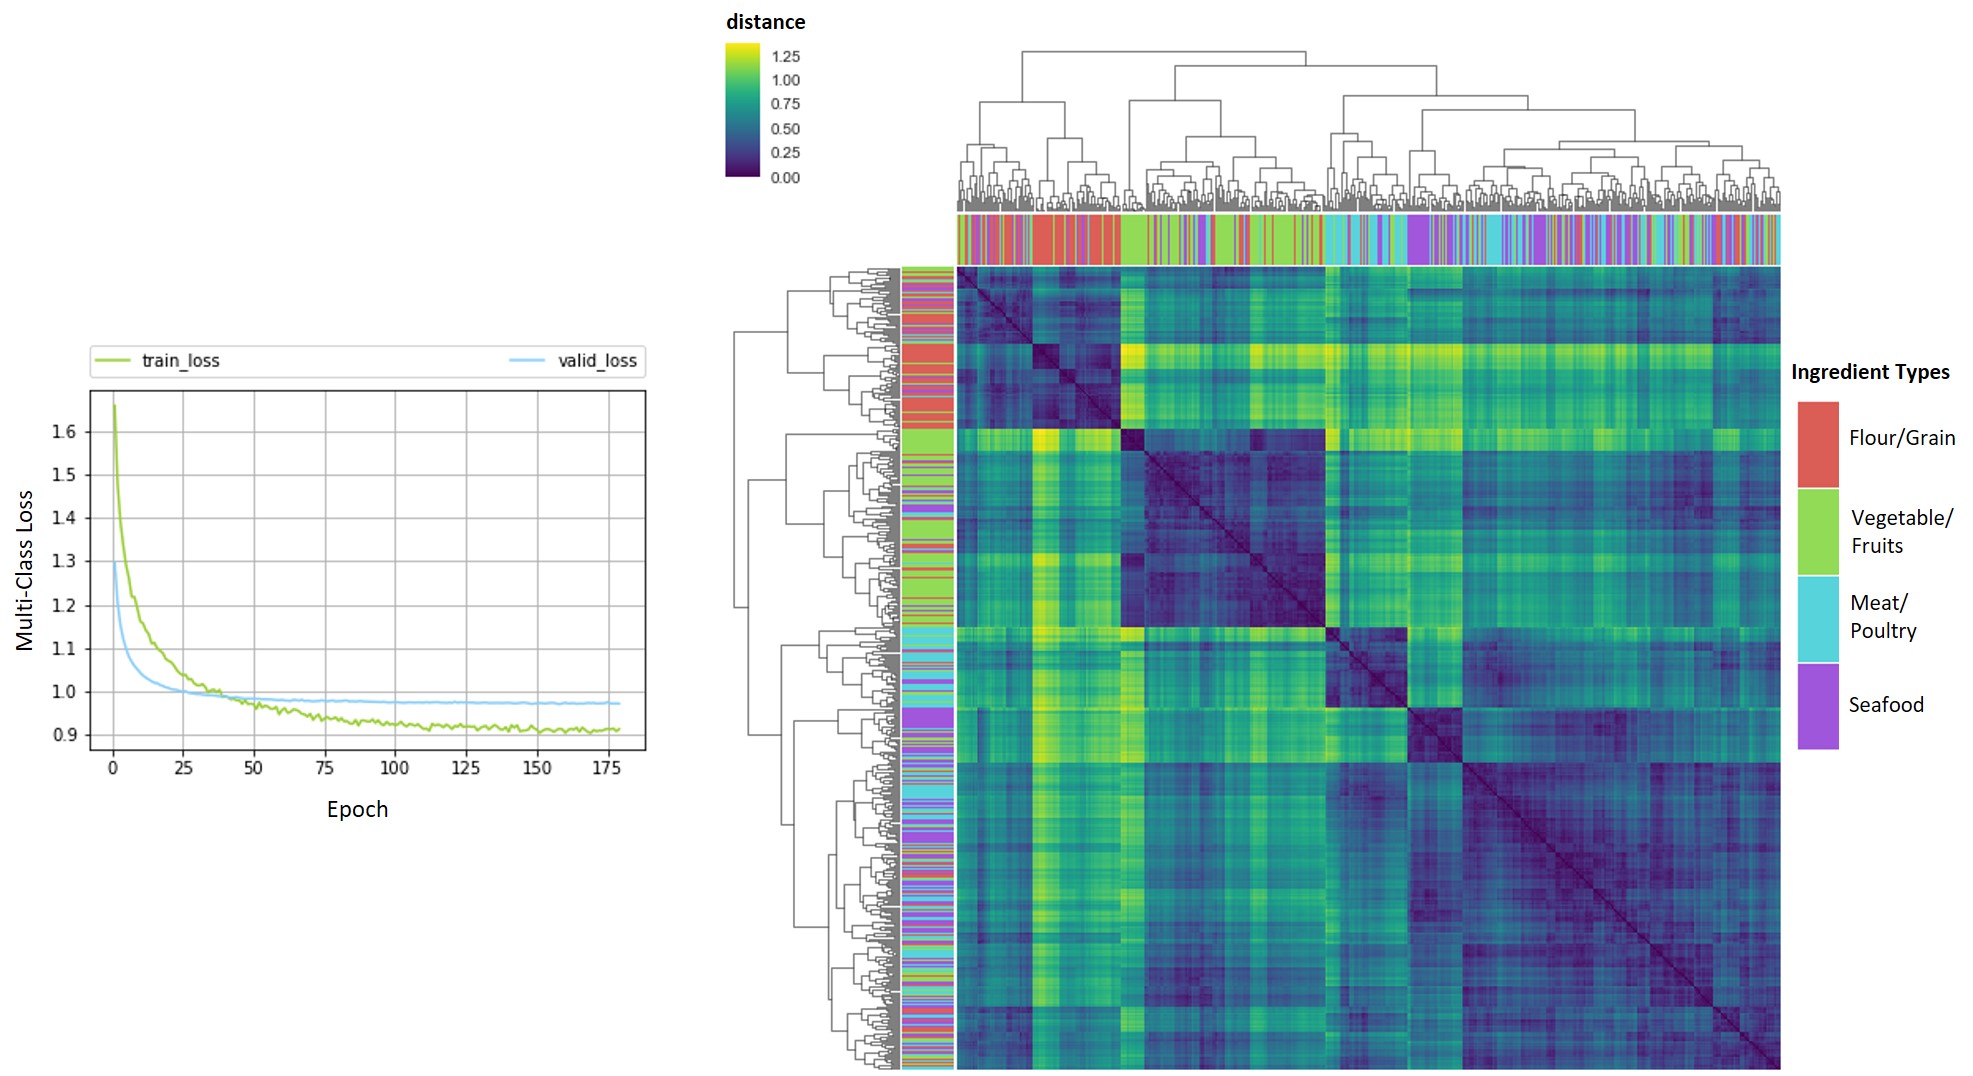 train_loss
valid_loss
1.6
1.5
1.4
1.3
1.2
1.1
1.0
0.9
Multi-Class Loss
0 25 50 75 100 125 150 175
Epoch
distance
1.25
1.00
0.75
0.50
0.25
0.00
Ingredient Types
Flour/Grain
Vegetable/
Fruits
Meat/
Poultry
Seafood